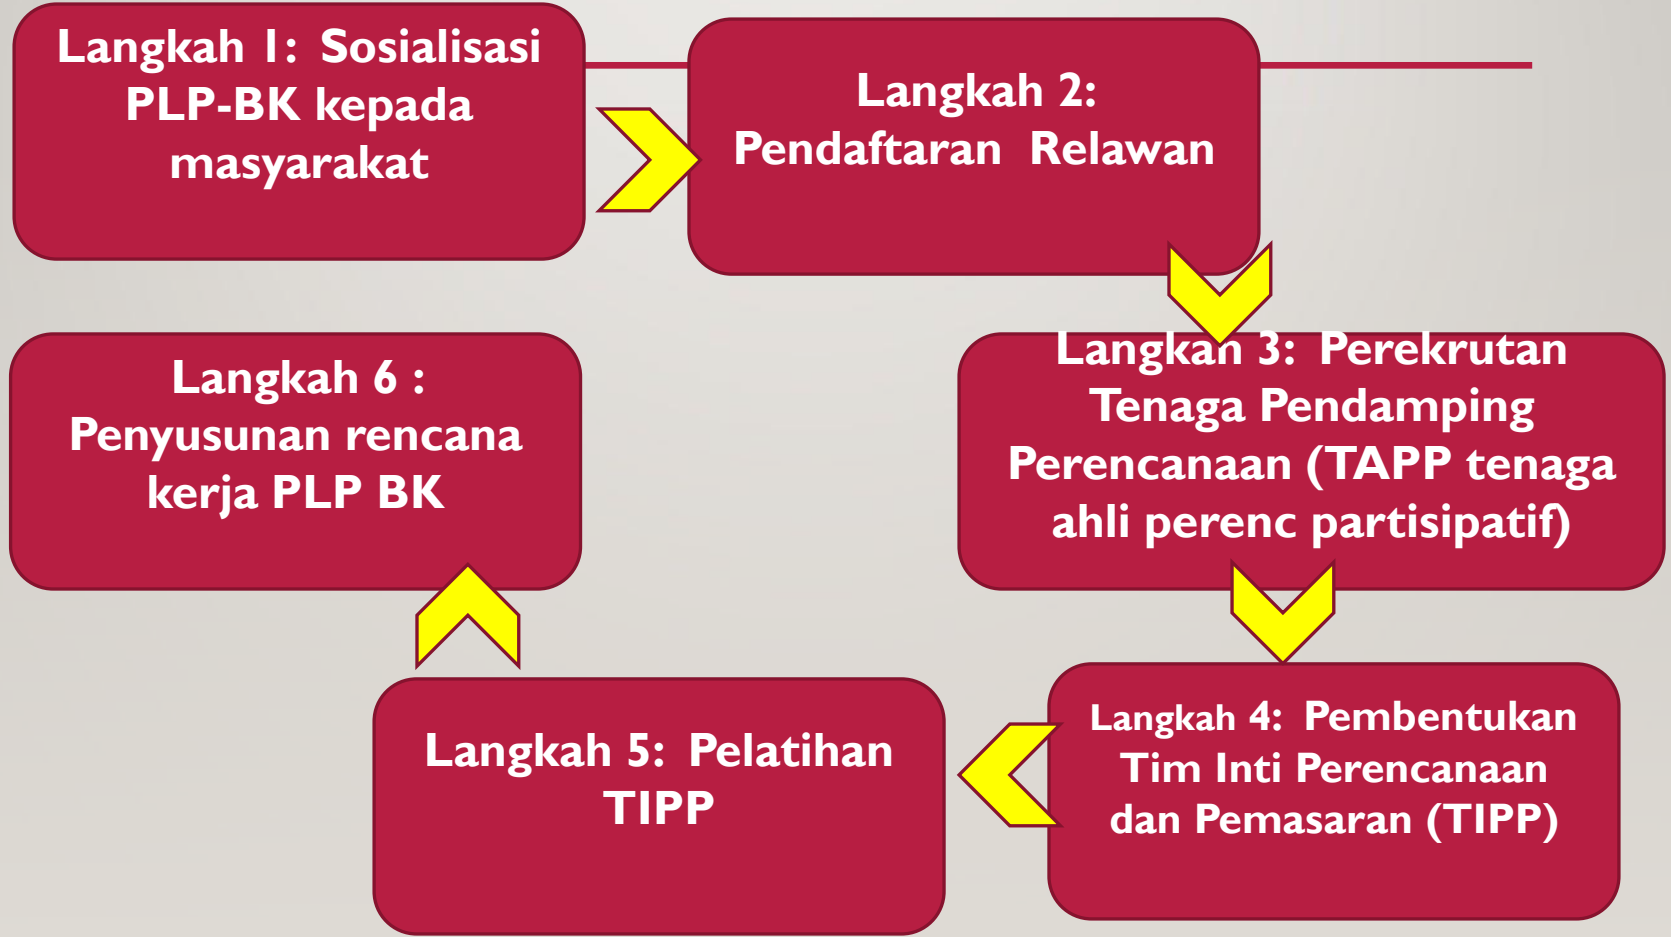 Langkah 1: Sosialisasi
PLP-BK kepada
masyarakat
Langkah 2:
Pendaftaran Relawan
Langkah 3: Perekrutan
Tenaga Pendamping
Perencanaan (TAPP tenaga
ahli perenc partisipatif)
Langkah 4: Pembentukan
Tim Inti Perencanaan
dan Pemasaran (TIPP)
Langkah 5: Pelatihan
TIPP
Langkah 6 :
Penyusunan rencana
kerja PLP BK